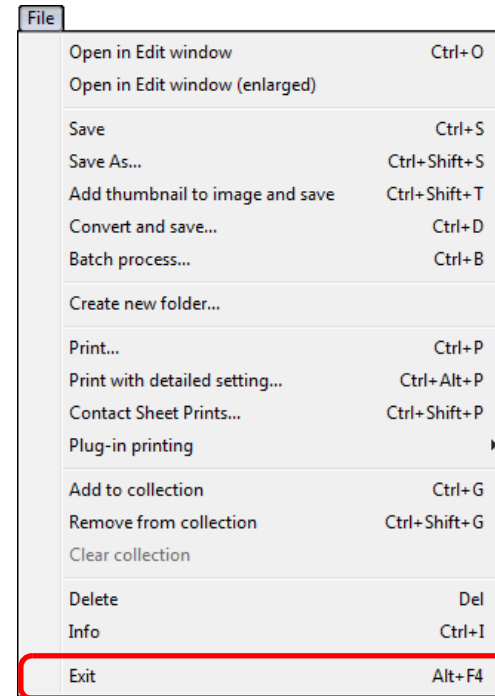 File
Open in Edit window Ctrl+O
Open in Edit window (enlarged)
Save Ctrl+S
Save As... Ctrl+Shift+S
Add thumbnail to image and save Ctrl+Shift+T
Convert and save... Ctrl+D
Batch process... Ctrl+B
Create new folder...
Print... Ctrl+P
Print with detailed setting... Ctrl+Alt+P
Contact Sheet Prints... Ctrl+Shift+P
Plug-in printing
Add to collection Ctrl+G
Remove from collection Ctrl+Shift+G
Clear collection
Delete Del
Info Ctrl+I
Exit Alt+F4